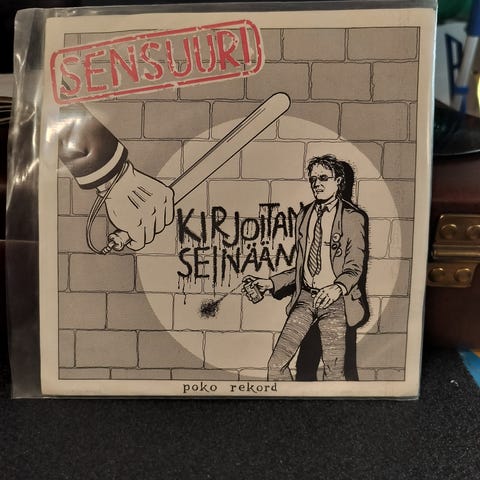 SENSUURI
KIRJOITAN
SEINÄÄN
poko rekord